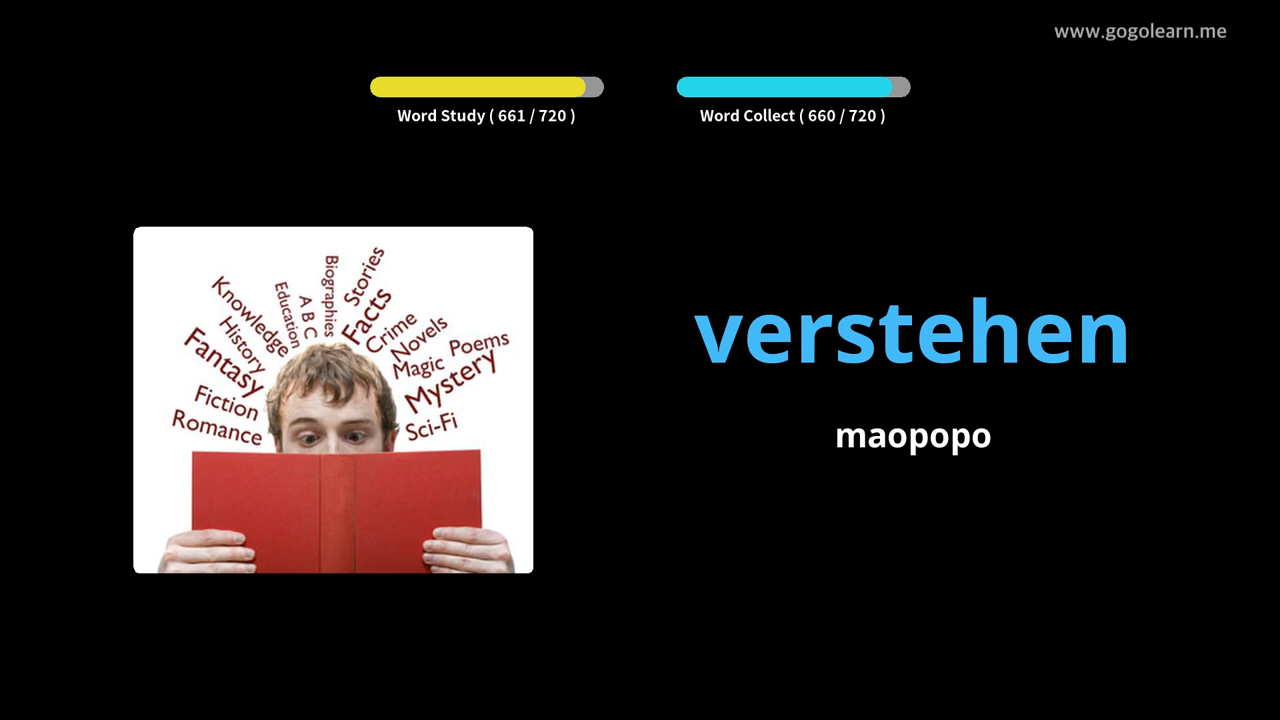 www.gogolearn.me
Word Study ( 661 / 720 )
Word Collect ( 660 / 720 )
Knowledge
Education
A B C
Biographies
Stories
Facts
History
Crime
Novels
Fantasy
Magic
Poems
Fiction
Mystery
Romance
Sci-Fi
verstehen
maopopo